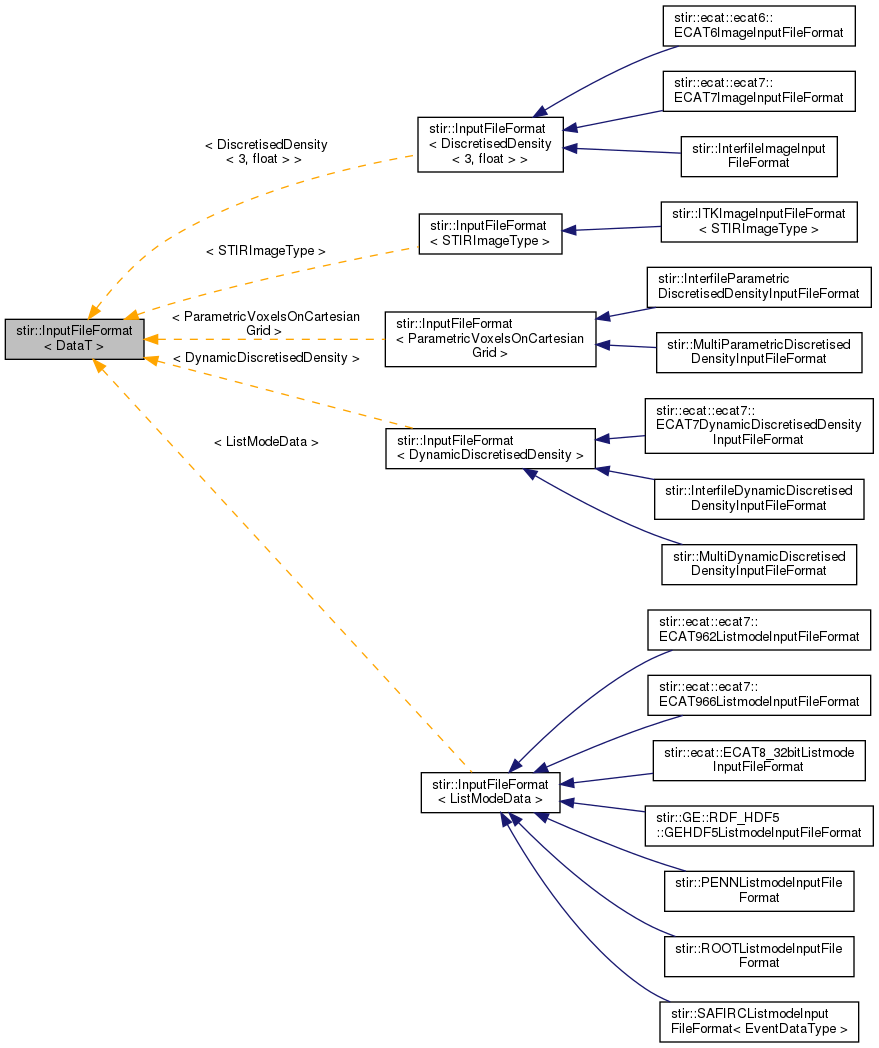 stir::ecat::ecat6::
ECAT6ImageInputFileFormat
stir::ecat::ecat7::
ECAT7ImageInputFileFormat
stir::InputFileFormat
< DiscretisedDensity
< 3, float > >
< DiscretisedDensity
< 3, float > >
stir::InterfileImageInput
FileFormat
stir::InputFileFormat
< STIRImageType >
stir::ITKImageInputFileFormat
< STIRImageType >
< STIRImageType >
stir::InterfileParametric
DiscretisedDensityInputFileFormat
stir::InputFileFormat
< DataT >
< ParametricVoxelsOnCartesian
Grid >
stir::InputFileFormat
< ParametricVoxelsOnCartesian
Grid >
stir::MultiParametricDiscretised
DensityInputFileFormat
< DynamicDiscretisedDensity >
stir::ecat::ecat7::
ECAT7DynamicDiscretisedDensity
InputFileFormat
< ListModeData >
stir::InputFileFormat
< DynamicDiscretisedDensity >
stir::InterfileDynamicDiscretised
DensityInputFileFormat
stir::MultiDynamicDiscretised
DensityInputFileFormat
stir::ecat::ecat7::
ECAT962ListmodeInputFileFormat
stir::ecat::ecat7::
ECAT966ListmodeInputFileFormat
stir::ecat::ECAT8_32bitListmode
InputFileFormat
stir::InputFileFormat
< ListModeData >
stir::GE::RDF_HDF5
::GEHDF5ListmodeInputFileFormat
stir::PENNListmodeInputFile
Format
stir::ROOTListmodeInputFile
Format
stir::SAFIRCListmodeInput
FileFormat< EventDataType >